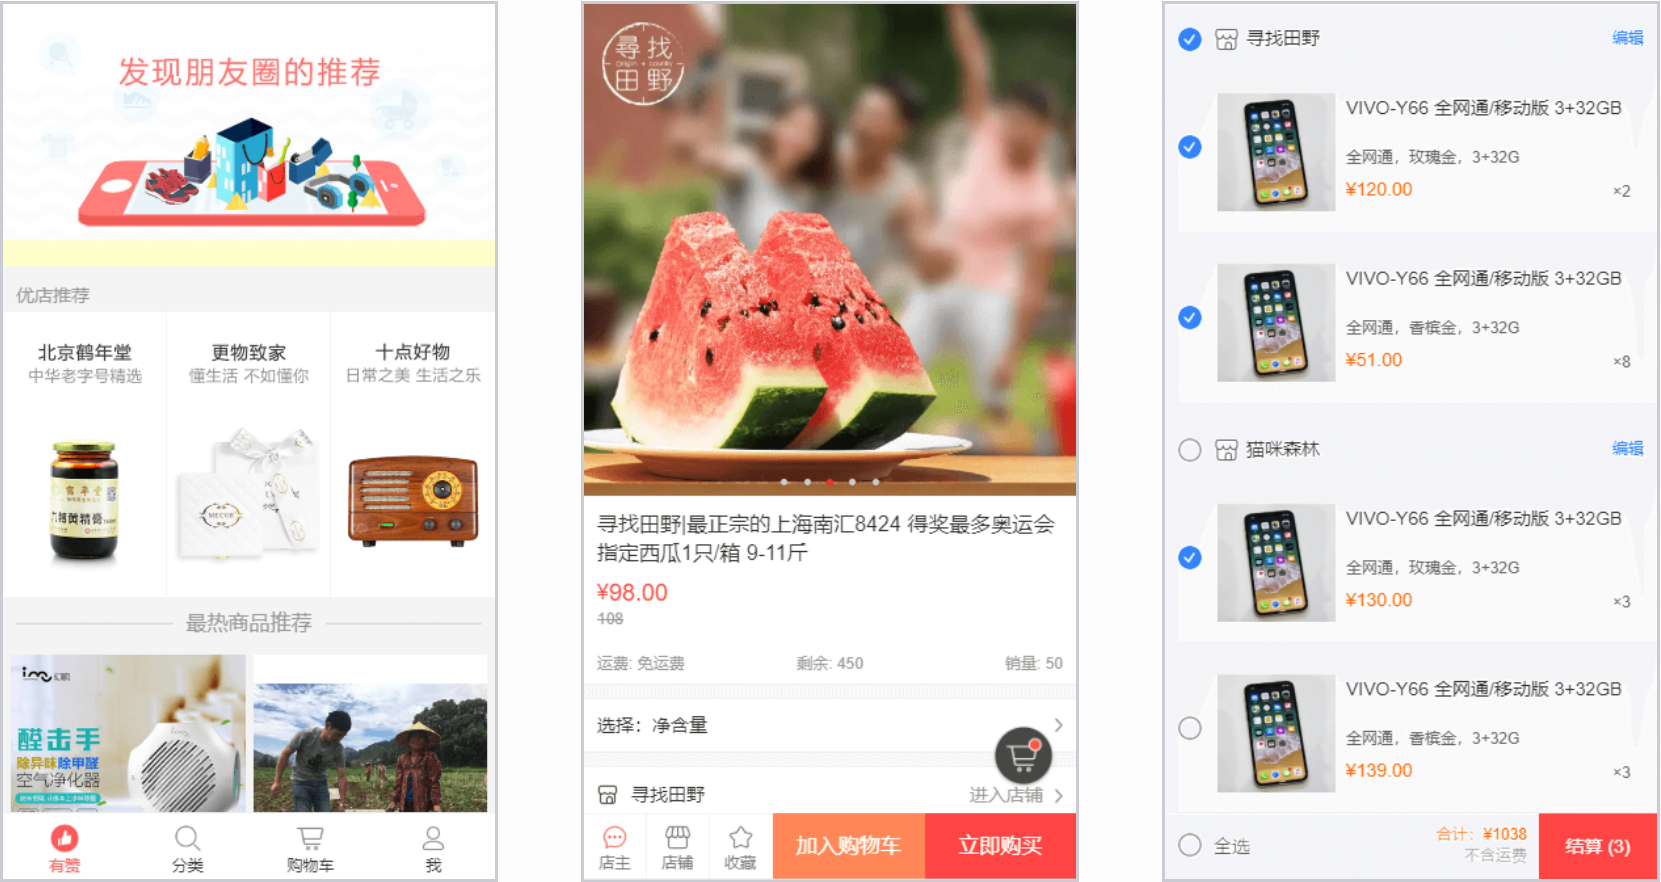 发现朋友圈的推荐
优店推荐
北京鹤年堂
中华老字号精选
更物致家
懂生活 不如懂你
十点好物
日常之美 生活之乐
MECOR
最热商品推荐
醛击手
除异味除甲醛
空气净化器
有赞
分类
购物车
我
尋找
田野
寻找田野|最正宗的上海南汇8424 得奖最多奥运会
指定西瓜1只/箱 9-11斤
¥98.00
108
运费: 免运费
剩余: 450
销量: 50
选择：净含量
寻找田野
进入店铺
店主
店铺
收藏
加入购物车
立即购买
寻找田野
编辑
VIVO-Y66 全网通/移动版 3+32GB
全网通，玫瑰金，3+32G
¥120.00
×2
VIVO-Y66 全网通/移动版 3+32GB
全网通，香槟金，3+32G
¥51.00
×8
猫咪森林
编辑
VIVO-Y66 全网通/移动版 3+32GB
全网通，玫瑰金，3+32G
¥130.00
×3
VIVO-Y66 全网通/移动版 3+32GB
全网通，香槟金，3+32G
¥139.00
×3
全选
合计：¥1038
不含运费
结算 (3)